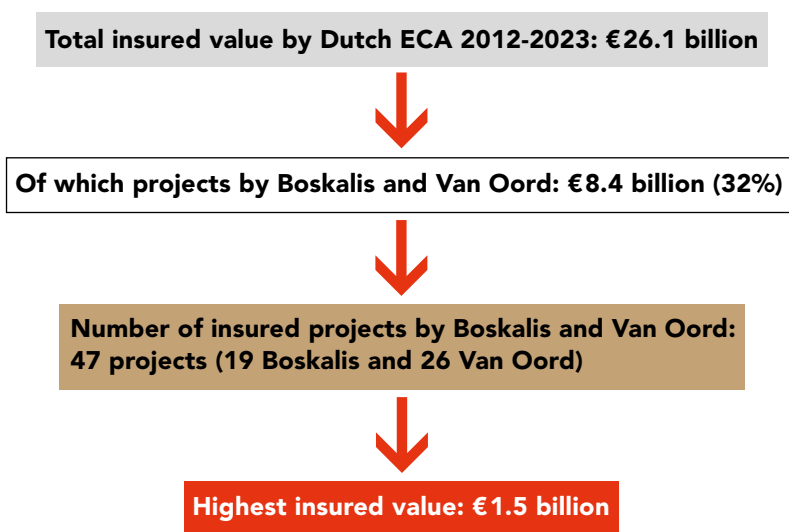 Total insured value by Dutch ECA 2012-2023: €26.1 billion
Of which projects by Boskalis and Van Oord: €8.4 billion (32%)
Number of insured projects by Boskalis and Van Oord:
47 projects (19 Boskalis and 26 Van Oord)
Highest insured value: €1.5 billion